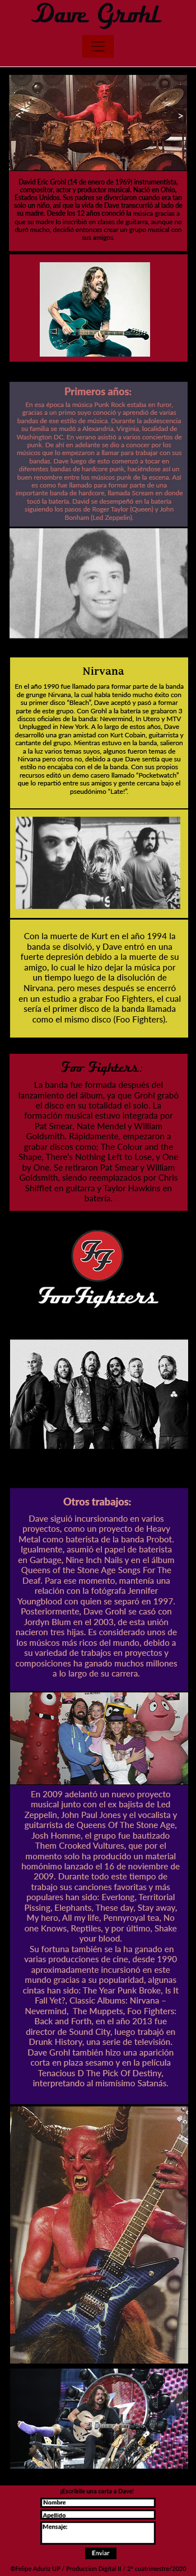 Dave Grohl
<
>
David Eric Grohl (14 de enero de 1969) instrumentista,
compositor, actor y productor musical. Nació en Ohio,
Estados Unidos. Sus padres se divorciaron cuando era tan
solo un niño, así que la vida de Dave transcurrió al lado de
su madre. Desde los 12 años conoció la música gracias a
que su madre lo inscribió en clases de guitarra, aunque no
duró mucho, decidió entonces crear un grupo musical con
sus amigos.
Primeros años:
En esa época la música Punk Rock estaba en furor,
gracias a un primo suyo conoció y aprendió de varias
bandas de ese estilo de música. Durante la adolescencia
su familia se mudó a Alexandria, Virginia, localidad de
Washington DC. En verano asistió a varios conciertos de
punk. De ahí en adelante se dio a conocer por los
músicos que lo empezaron a llamar para trabajar con sus
bandas. Dave luego de esto comenzó a tocar en
diferentes bandas de hardcore punk, haciéndose así un
buen renombre entre los músicos punk de la escena. Así
es como fue llamado para formar parte de una
importante banda de hardcore, llamada Scream en donde
tocó la batería. David se desempeñó en la batería
siguiendo los pasos de Roger Taylor (Queen) y John
Bonham (Led Zeppelin).
Nirvana
En el año 1990 fue llamado para formar parte de la banda
de grunge Nirvana, la cual había tenido mucho éxito con
su primer disco "Bleach", Dave aceptó y pasó a formar
parte de este grupo. Con Grohl a la batería se grabaron 3
discos oficiales de la banda: Nevermind, In Utero y MTV
Unplugged in New York. A lo largo de estos años, Dave
desarrolló una gran amistad con Kurt Cobain, guitarrista y
cantante del grupo. Mientras estuvo en la banda, salieron
a la luz varios temas suyos, algunos fueron temas de
Nirvana pero otros no, debido a que Dave sentía que su
estilo no encajaba con el de la banda. Con sus propios
recursos editó un demo casero llamado "Pocketwatch"
que lo repartió entre sus amigos y gente cercana bajo el
pseudónimo "Late!".
Con la muerte de Kurt en el año 1994 la
banda se disolvió, y Dave entró en una
fuerte depresión debido a la muerte de su
amigo, lo cual le hizo dejar la música por
un tiempo luego de la disolución de
Nirvana. pero meses después se encerró
en un estudio a grabar Foo Fighters, el cual
sería el primer disco de la banda llamada
como el mismo disco (Foo Fighters).
Foo Fighters:
La banda fue formada después del
lanzamiento del álbum, ya que Grohl grabó
el disco en su totalidad el solo. La
formación musical estuvo integrada por
Pat Smear, Nate Mendel y William
Goldsmith. Rápidamente, empezaron a
grabar discos como; The Colour and the
Shape, There's Nothing Left to Lose, y One
by One. Se retiraron Pat Smear y William
Goldsmith, siendo reemplazados por Chris
Shifflet en guitarra y Taylor Hawkins en
batería.
FF
FooFighters
Otros trabajos:
Dave siguió incursionando en varios
proyectos, como un proyecto de Heavy
Metal como baterista de la banda Probot.
Igualmente, asumió el papel de baterista
en Garbage, Nine Inch Nails y en el álbum
Queens of the Stone Age Songs For The
Deaf. Para ese momento, mantenía una
relación con la fotógrafa Jennifer
Youngblood con quien se separó en 1997.
Posteriormente, Dave Grohl se casó con
Jordyn Blum en el 2003, de esta unión
nacieron tres hijas. Es considerado unos de
los músicos más ricos del mundo, debido a
su variedad de trabajos en proyectos y
composiciones ha ganado muchos millones
a lo largo de su carrera.
En 2009 adelantó un nuevo proyecto
musical junto con el ex bajista de Led
Zeppelin, John Paul Jones y el vocalista y
guitarrista de Queens Of The Stone Age,
Josh Homme, el grupo fue bautizado
Them Crooked Vultures, que por el
momento solo ha producido un material
homónimo lanzado el 16 de noviembre de
2009. Durante todo este tiempo de
trabajo sus canciones favoritas y más
populares han sido: Everlong, Territorial
Pissing, Elephants, These day, Stay away,
My hero, All my life, Pennyroyal tea, No
one Knows, Reptiles, y por último, Shake
your blood.
Su fortuna también se la ha ganado en
varias producciones de cine, desde 1990
aproximadamente incursionó en este
mundo gracias a su popularidad, algunas
cintas han sido: The Year Punk Broke, Is It
Fall Yet?, Classic Albums: Nirvana –
Nevermind, The Muppets, Foo Fighters:
Back and Forth, en el año 2013 fue
director de Sound City, luego trabajó en
Drunk History, una serie de televisión.
Dave Grohl también hizo una aparición
corta en plaza sesamo y en la película
Tenacious D The Pick Of Destiny,
interpretando al mismísimo Satanás.
¡Escribile una carta a Dave!
Nombre
Apellido
Mensaje:
Enviar
©Felipe Adoriz UP / Produccion Digital II / 2° cuatrimestre/2020